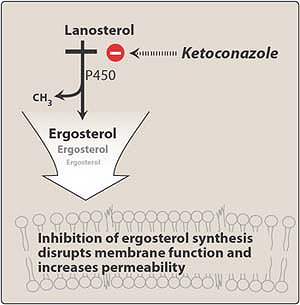 Lanosterol
Ketoconazole
P450
CH3
Ergosterol
Ergosterol
Ergosterol
Inhibition of ergosterol synthesis
disrupts membrane function and
increases permeability